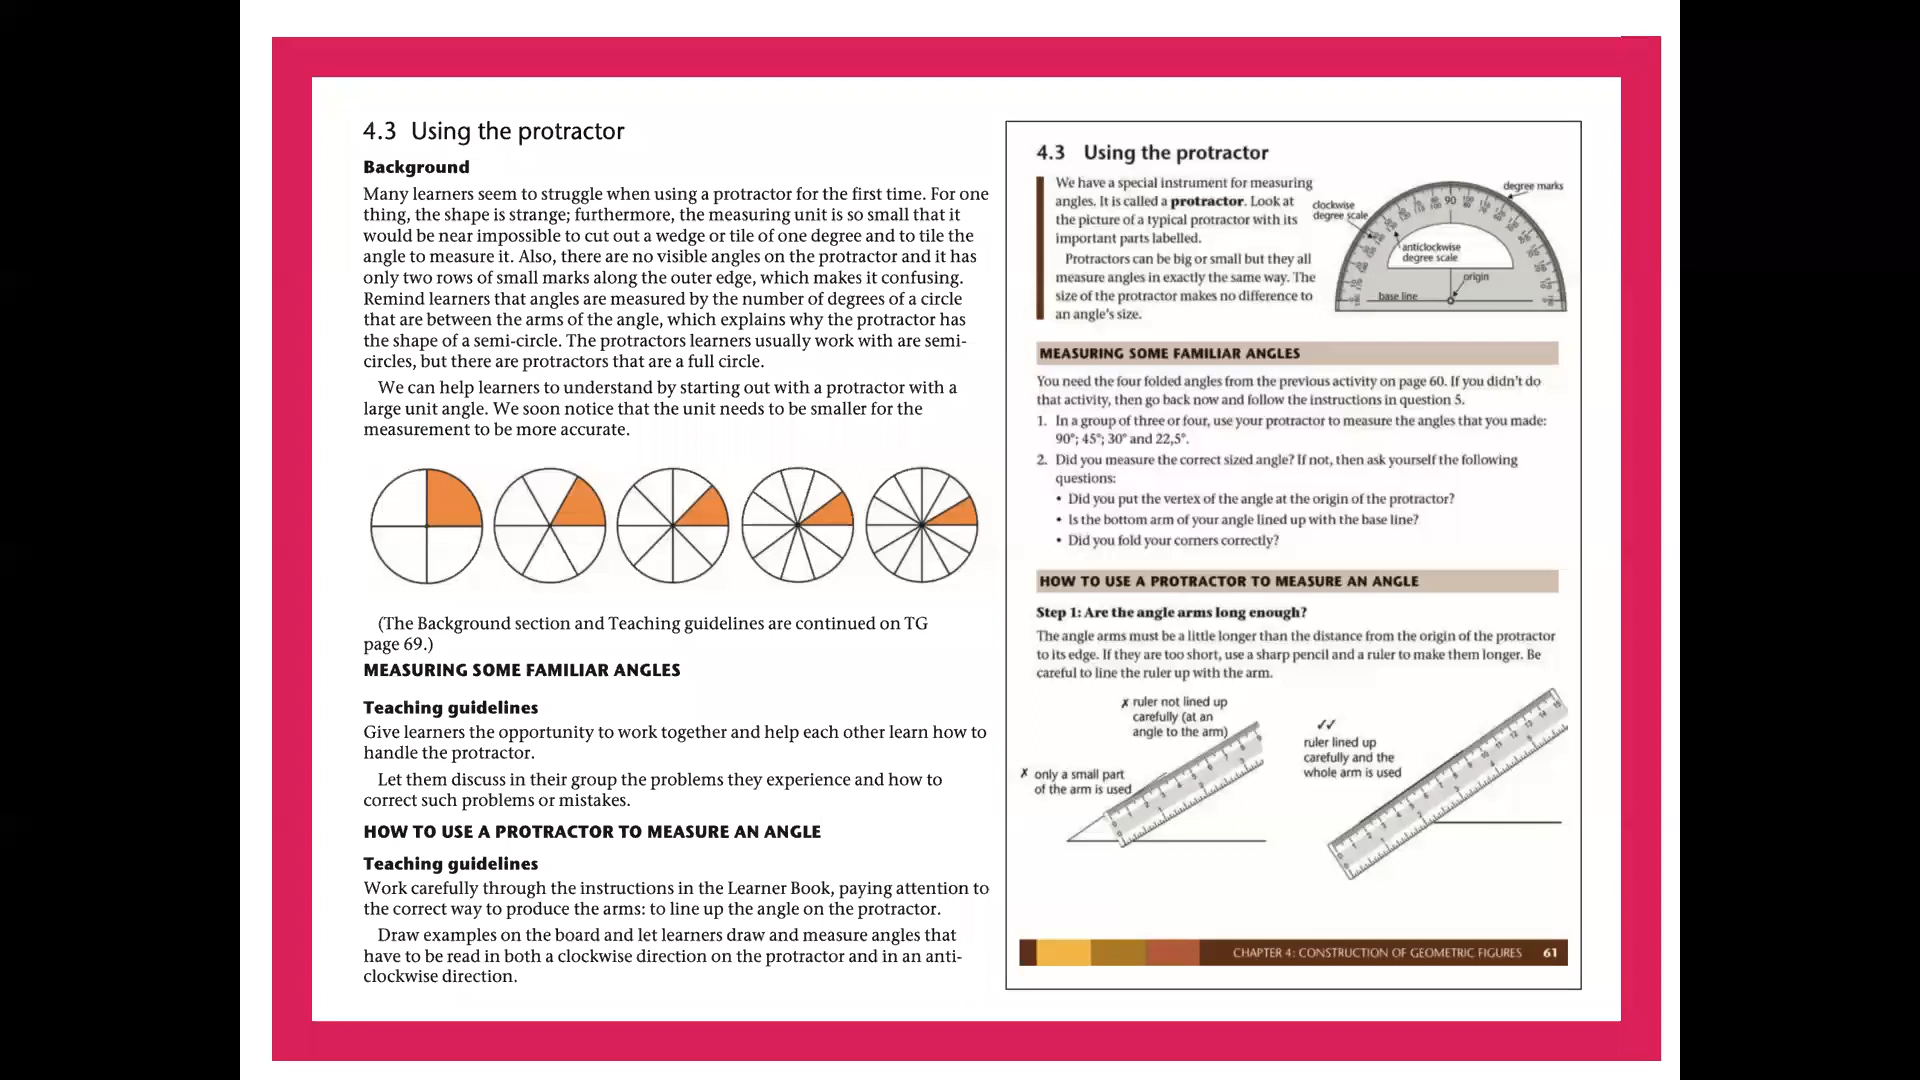 4.3 Using the protractor
Background
Many learners seem to struggle when using a protractor for the first time. For one
thing, the shape is strange; furthermore, the measuring unit is so small that it
would be near impossible to cut out a wedge or tile of one degree and to tile the
angle to measure it. Also, there are no visible angles on the protractor and it has
only two rows of small marks along the outer edge, which makes it confusing.
Remind learners that angles are measured by the number of degrees of a circle
that are between the arms of the angle, which explains why the protractor has
the shape of a semi-circle. The protractors learners usually work with are semi-
circles, but there are protractors that are a full circle.
We can help learners to understand by starting out with a protractor with a
large unit angle. We soon notice that the unit needs to be smaller for the
measurement to be more accurate.
(The Background section and Teaching guidelines are continued on TG
page 69.)
MEASURING SOME FAMILIAR ANGLES
Teaching guidelines
Give learners the opportunity to work together and help each other learn how to
handle the protractor.
Let them discuss in their group the problems they experience and how to
correct such problems or mistakes.
HOW TO USE A PROTRACTOR TO MEASURE AN ANGLE
Teaching guidelines
Work carefully through the instructions in the Learner Book, paying attention to
the correct way to produce the arms: to line up the angle on the protractor.
Draw examples on the board and let learners draw and measure angles that
have to be read in both a clockwise direction on the protractor and in an anti-
clockwise direction.
4.3 Using the protractor
We have a special instrument for measuring
angles. It is called a protractor. Look at
the picture of a typical protractor with its
important parts labelled.
Protractors can be big or small but they all
measure angles in exactly the same way. The
size of the protractor makes no difference to
an angle's size.
degree marks
clockwise
degree scale
90
anticlockwise
degree scale
origin
base line
MEASURING SOME FAMILIAR ANGLES
You need the four folded angles from the previous activity on page 60. If you didn't do
that activity, then go back now and follow the instructions in question 5.
1. In a group of three or four, use your protractor to measure the angles that you made:
90°; 45°; 30° and 22,5°.
2. Did you measure the correct sized angle? If not, then ask yourself the following
questions:
• Did you put the vertex of the angle at the origin of the protractor?
• Is the bottom arm of your angle lined up with the base line?
• Did you fold your corners correctly?
HOW TO USE A PROTRACTOR TO MEASURE AN ANGLE
Step 1: Are the angle arms long enough?
The angle arms must be a little longer than the distance from the origin of the protractor
to its edge. If they are too short, use a sharp pencil and a ruler to make them longer. Be
careful to line the ruler up with the arm.
✗ ruler not lined up
carefully (at an
angle to the arm)
✗ only a small part
of the arm is used
✓✓
ruler lined up
carefully and the
whole arm is used
CHAPTER 4: CONSTRUCTION OF GEOMETRIC FIGURES 61